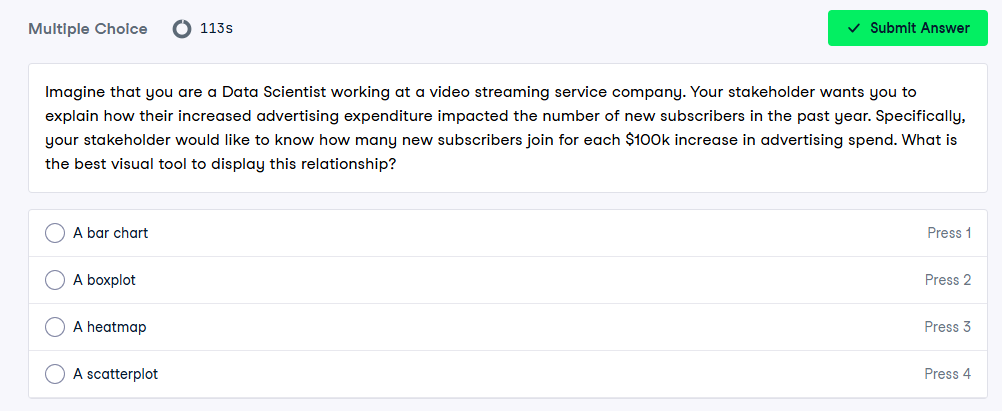 Multiple Choice 113s Submit Answer
Imagine that you are a Data Scientist working at a video streaming service company. Your stakeholder wants you to
explain how their increased advertising expenditure impacted the number of new subscribers in the past year. Specifically,
your stakeholder would like to know how many new subscribers join for each $100k increase in advertising spend. What is
the best visual tool to display this relationship?
A bar chart Press 1
A boxplot Press 2
A heatmap Press 3
A scatterplot Press 4